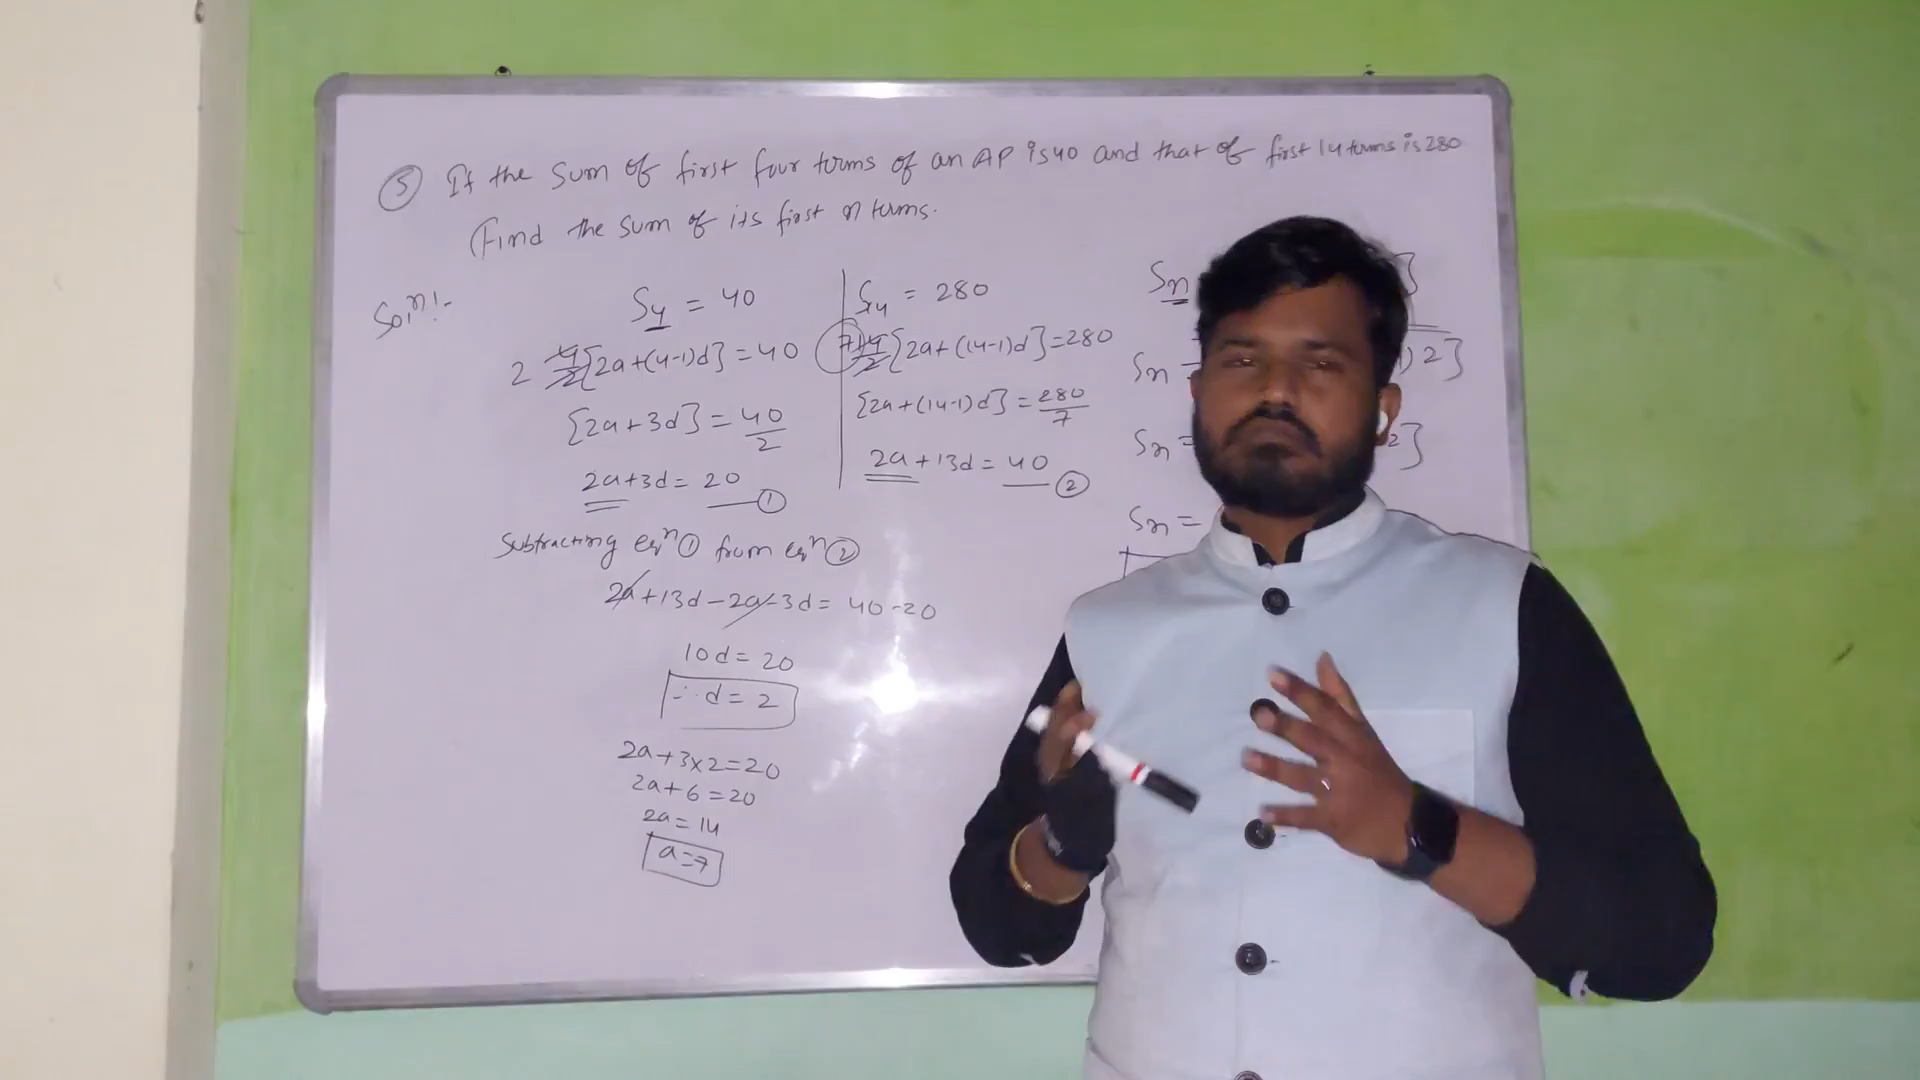 (5) If the sum of first four terms of an AP is 40 and that of first 14 terms is 280
(Find the sum of its first n terms.
Solⁿ:-
S₄ = 40
2 4/2[2a+(4-1)d] = 40
[2a+3d] = 40/2
2a+3d = 20 —— (1)
S₁₄ = 280
7 14/2[2a+(14-1)d] = 280
[2a+(14-1)d] = 280/7
2a+13d = 40 —— (2)
Subtracting eqⁿ (1) from eqⁿ (2)
2a+13d-2a-3d = 40-20
10d = 20
∴ d = 2
2a+3×2=20
2a+6=20
2a=14
a=7
Sn
Sn =
2]
Sn =
2]
Sn =